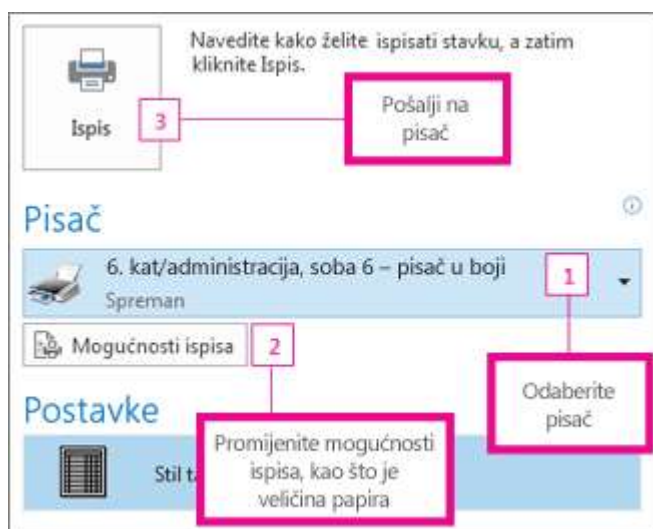 Navedite kako želite ispisati stavku, a zatim
kliknite Ispis.
Ispis
3
Pošalji na
pisač
Pisač
6. kat/administracija, soba 6 – pisač u boji
Spreman
1
Mogućnosti ispisa
2
Odaberite
pisač
Postavke
Promijenite mogućnosti
ispisa, kao što je
veličina papira
Stil